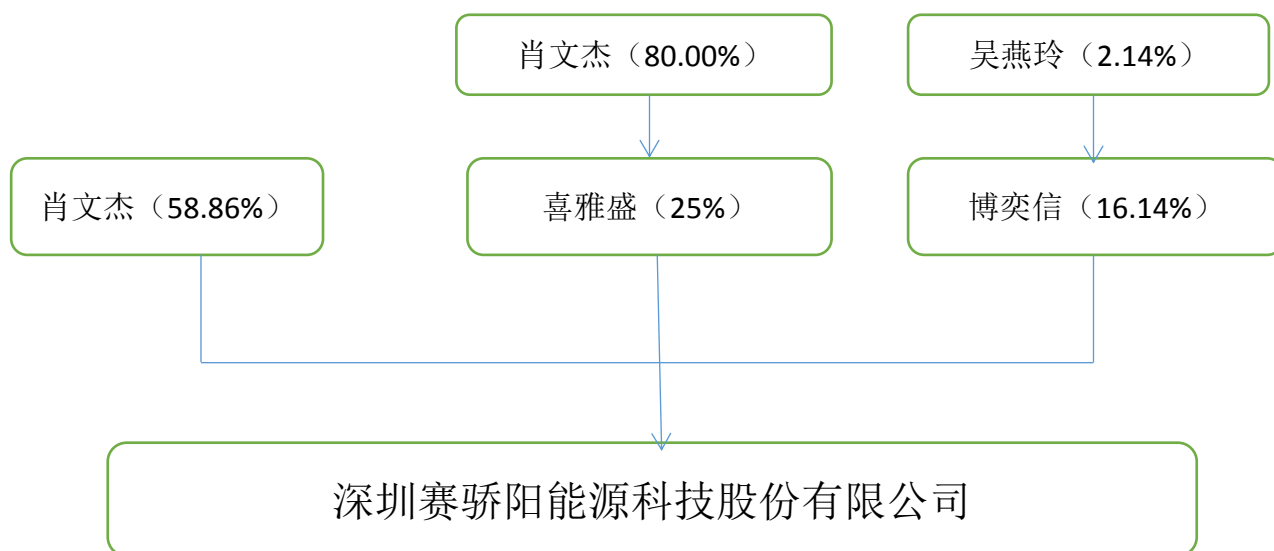 肖文杰（80.00%）
吴燕玲（2.14%）
肖文杰（58.86%）
喜雅盛（25%）
博奕信（16.14%）
深圳赛骄阳能源科技股份有限公司